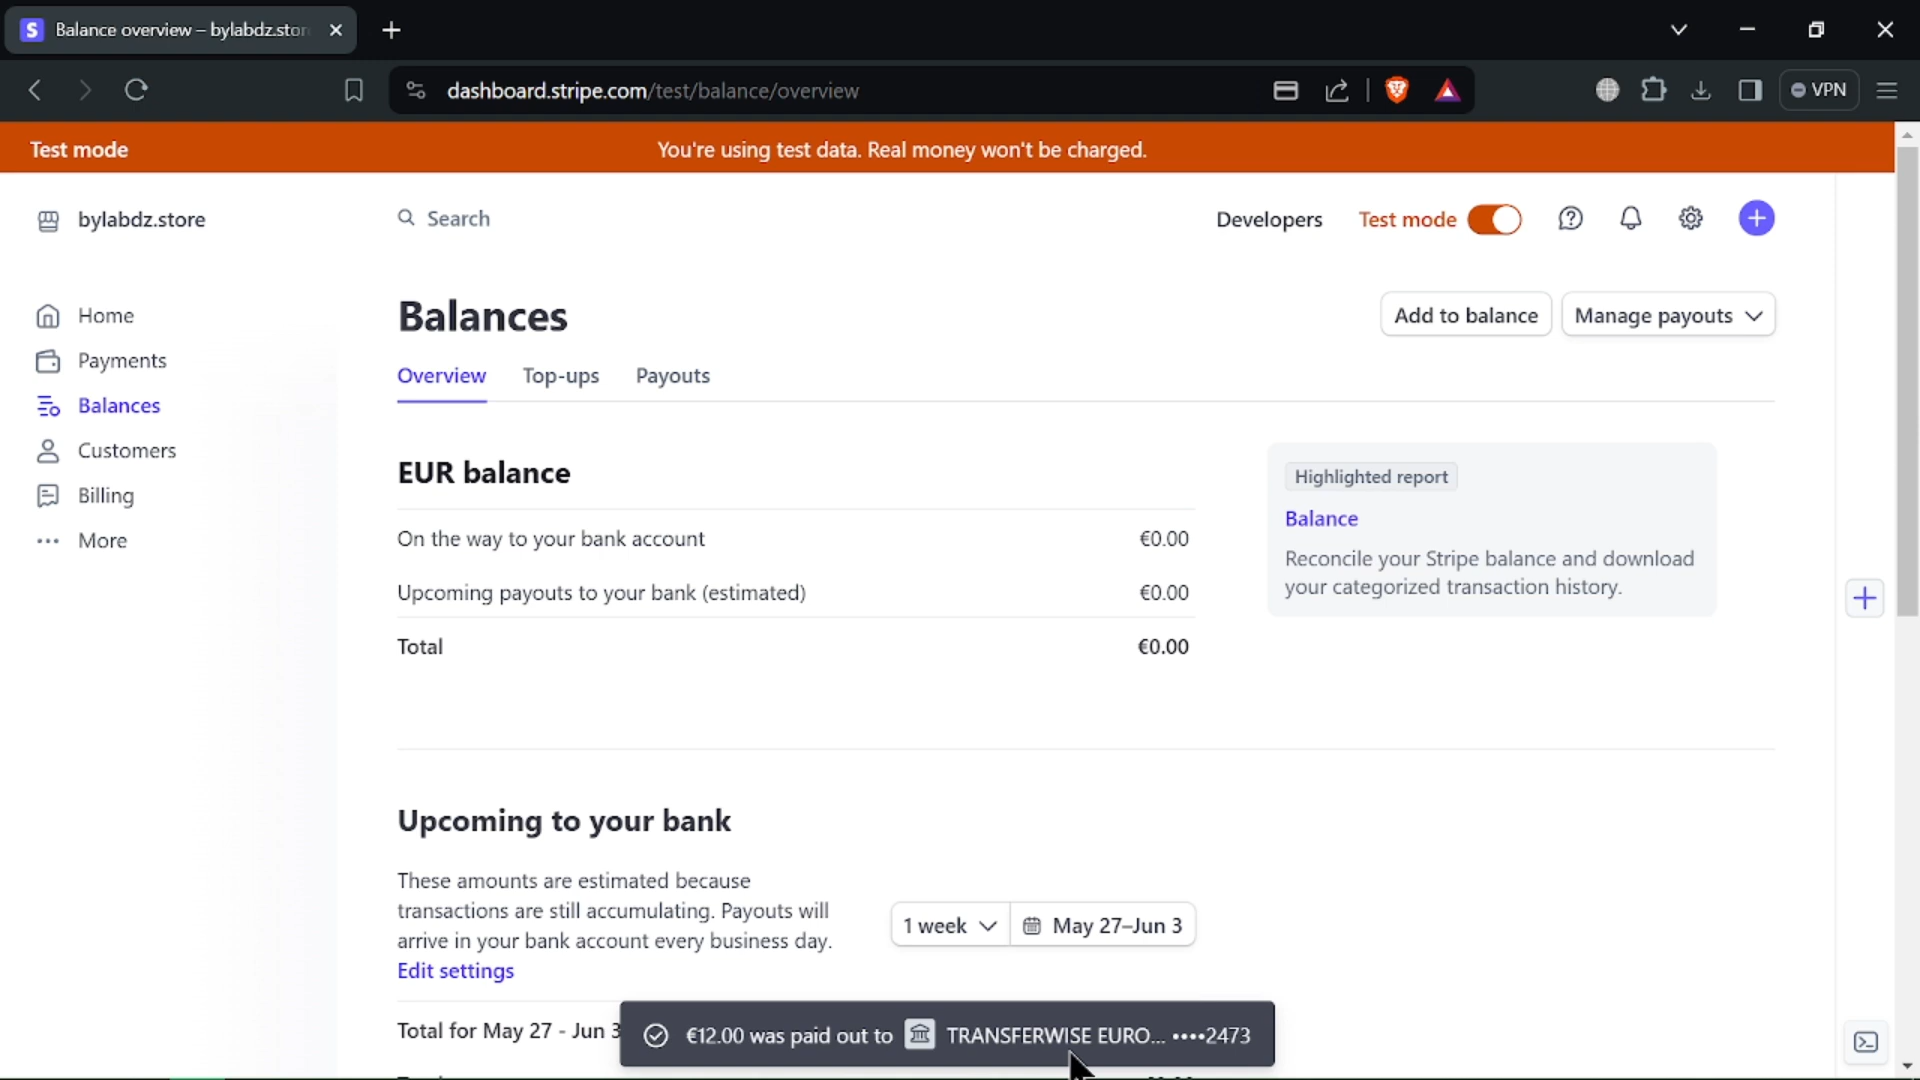 Balance overview – bylabdz.stor
dashboard.stripe.com/test/balance/overview
VPN
Test mode
You're using test data. Real money won't be charged.
bylabdz.store
Search
Developers
Test mode
Home
Payments
Balances
Customers
Billing
More
Balances
Add to balance
Manage payouts
Overview
Top-ups
Payouts
EUR balance
On the way to your bank account €0.00
Upcoming payouts to your bank (estimated) €0.00
Total €0.00
Highlighted report
Balance
Reconcile your Stripe balance and download
your categorized transaction history.
Upcoming to your bank
These amounts are estimated because
transactions are still accumulating. Payouts will
arrive in your bank account every business day.
Edit settings
1 week
May 27–Jun 3
Total for May 27 - Jun 3
€12.00 was paid out to TRANSFERWISE EURO... ••••2473